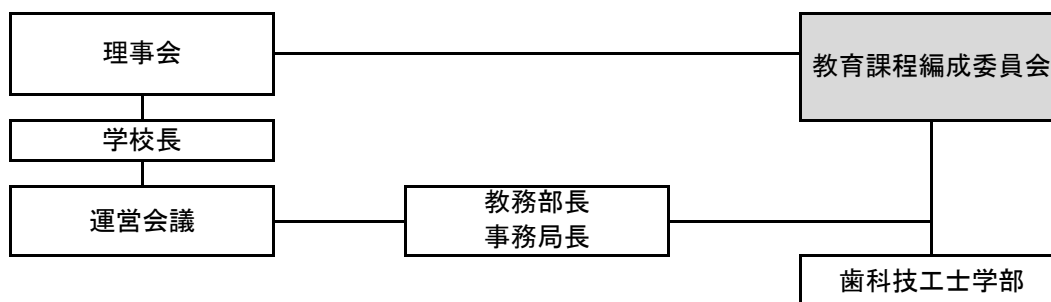 理事会
教育課程編成委員会
学校長
運営会議
教務部長
事務局長
歯科技工士学部